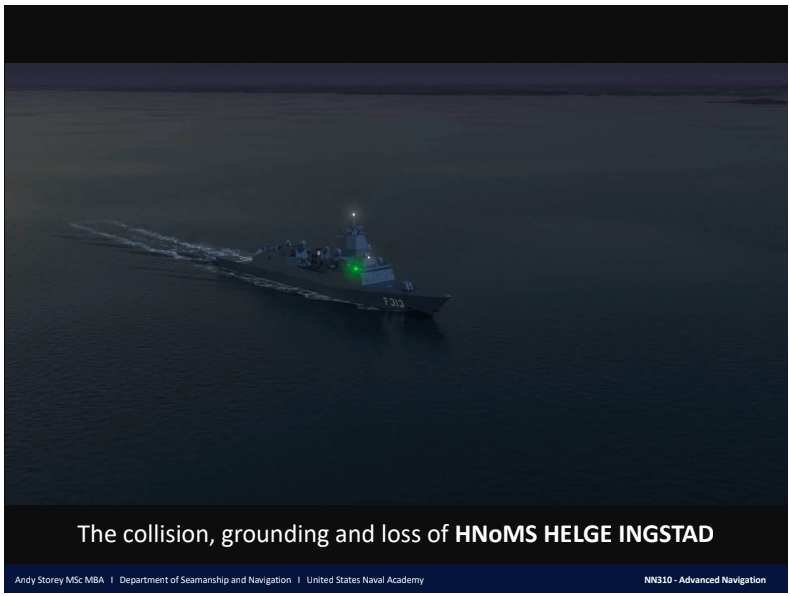 F313
The collision, grounding and loss of HNoMS HELGE INGSTAD
Andy Storey MSc MBA I Department of Seamanship and Navigation I United States Naval Academy
NN310 - Advanced Navigation